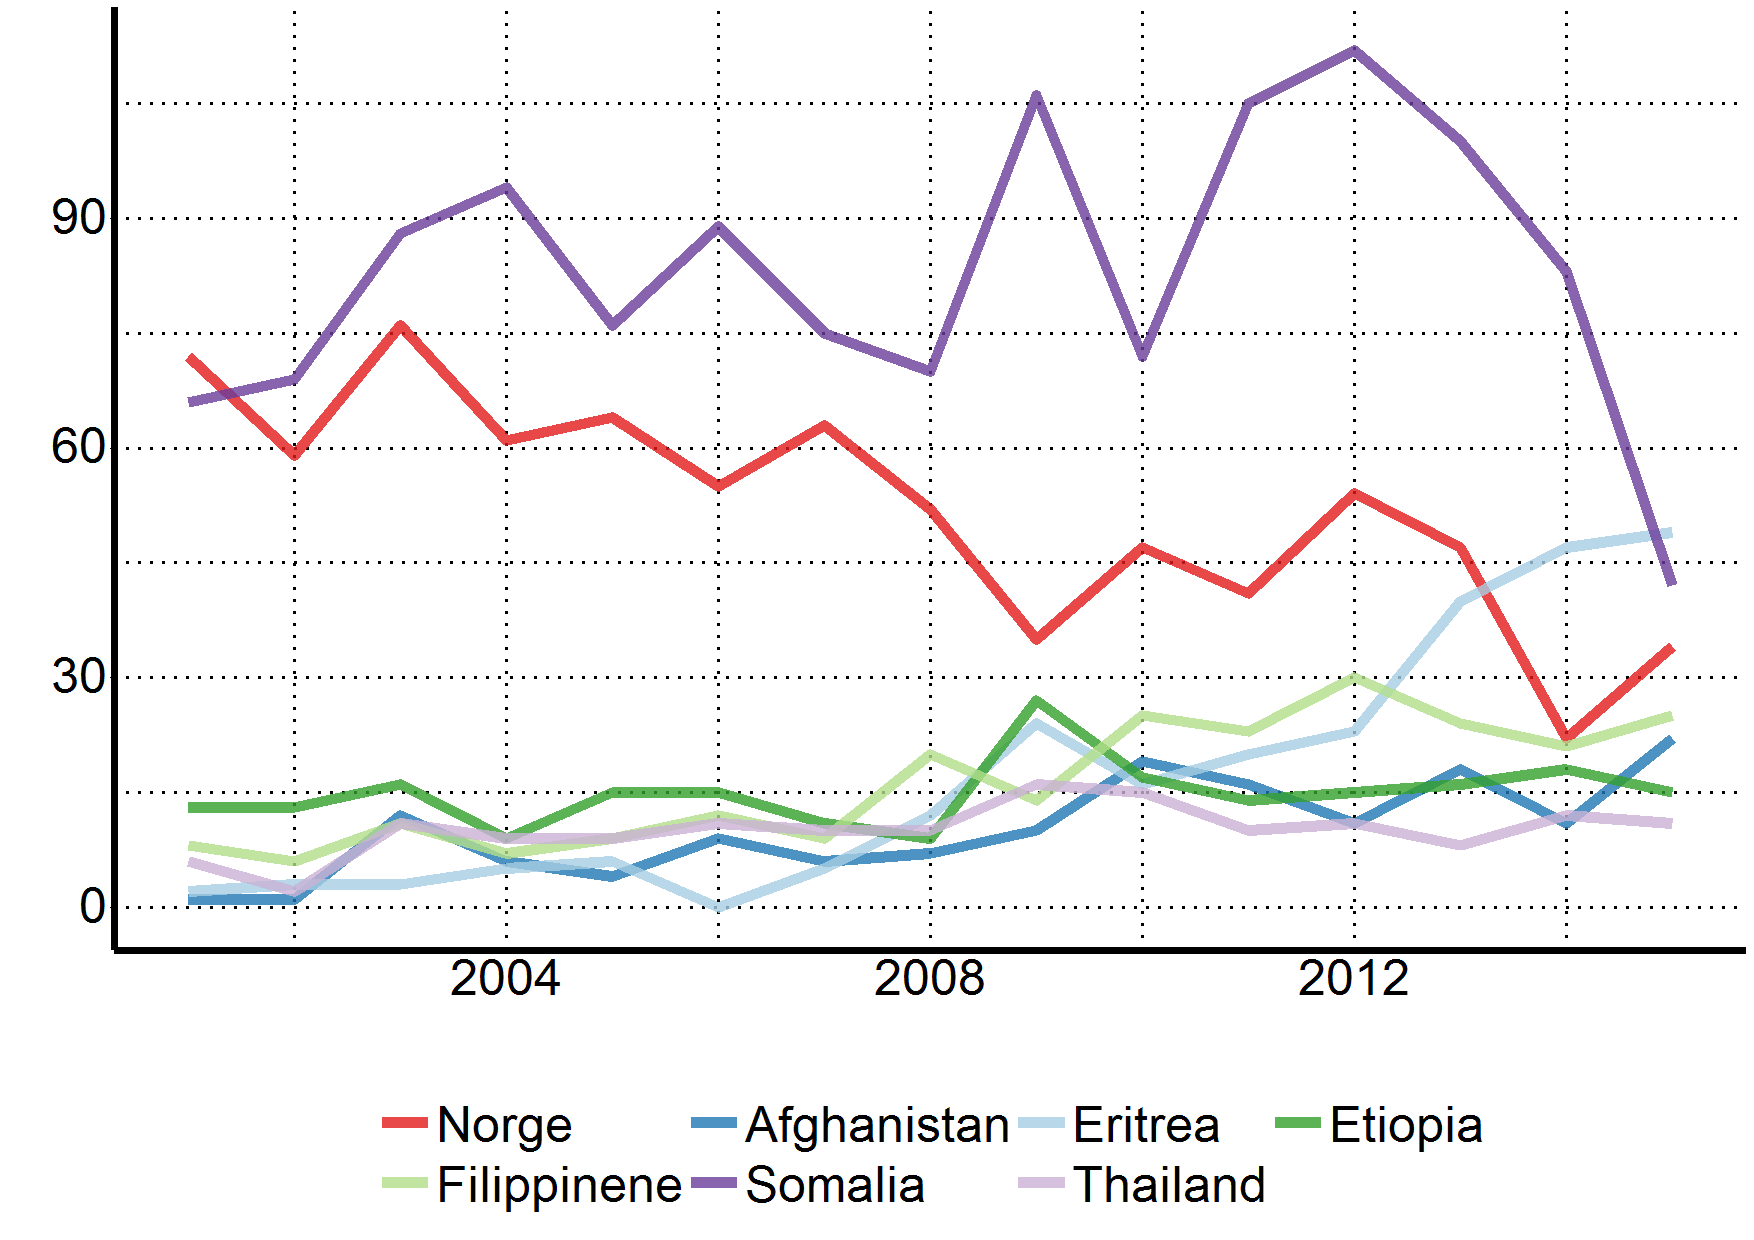 90
60
30
0
2004 2008 2012
Norge Afghanistan Eritrea Etiopia
Filippinene Somalia Thailand